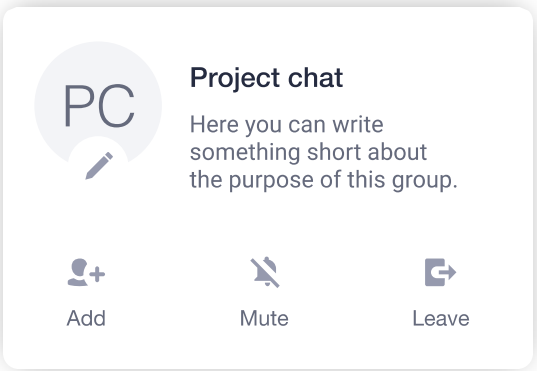 PC
Project chat
Here you can write
something short about
the purpose of this group.
Add
Mute
Leave